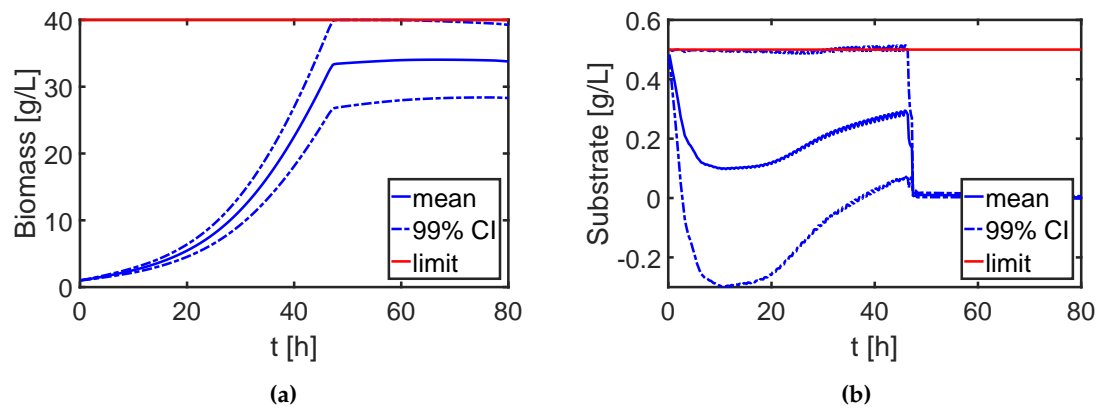 Biomass [g/L]
40
30
20
10
0
0 20 40 60 80
t [h]
mean
99% CI
limit
(a)
Substrate [g/L]
0.6
0.4
0.2
0
-0.2
0 20 40 60 80
t [h]
mean
99% CI
limit
(b)